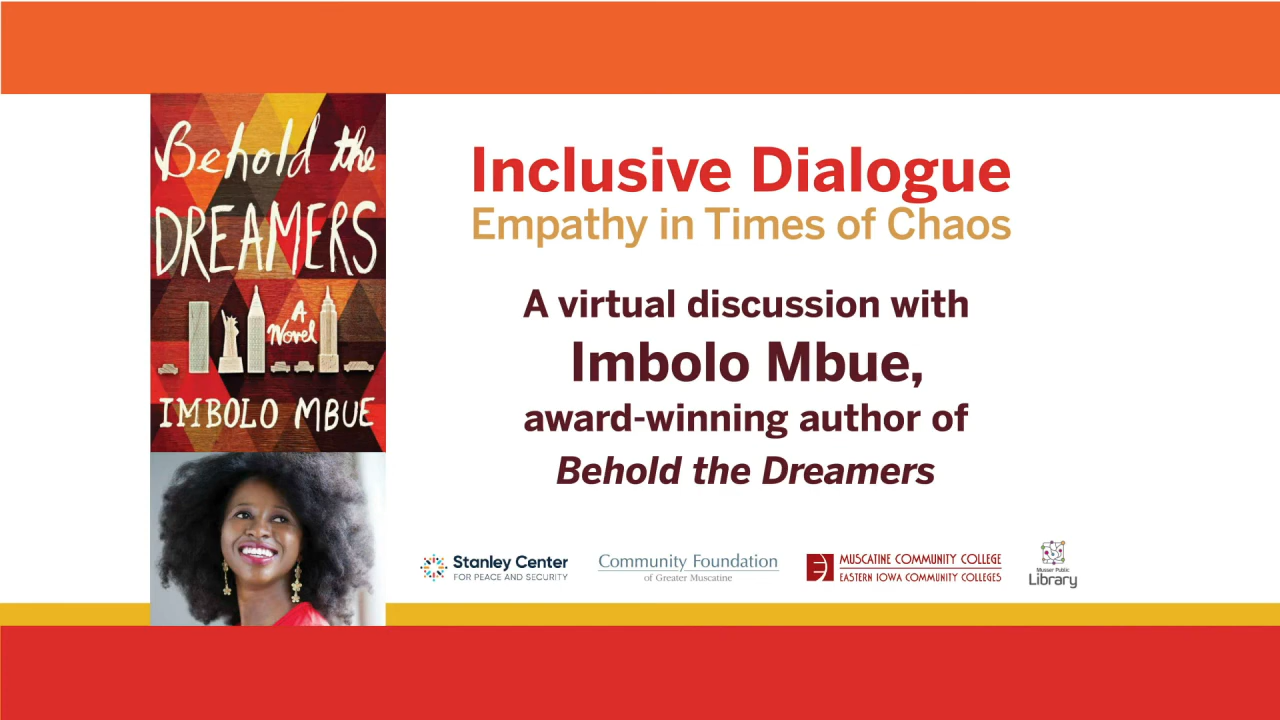 Behold the
DREAMERS
A
Novel
IMBOLO MBUE
Inclusive Dialogue
Empathy in Times of Chaos
A virtual discussion with
Imbolo Mbue,
award-winning author of
Behold the Dreamers
Stanley Center
FOR PEACE AND SECURITY
Community Foundation
of Greater Muscatine
MUSCATINE COMMUNITY COLLEGE
EASTERN IOWA COMMUNITY COLLEGES
Musser Public
Library